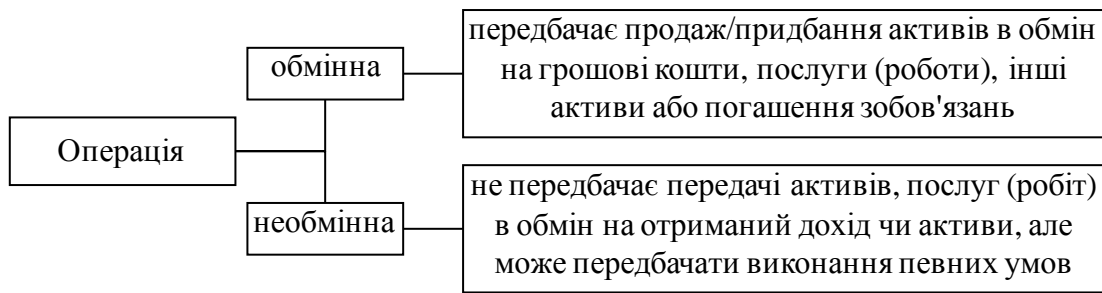 Операція
обмінна
передбачає продаж/придбання активів в обмін
на грошові кошти, послуги (роботи), інші
активи або погашення зобов'язань
необмінна
не передбачає передачі активів, послуг (робіт)
в обмін на отриманий дохід чи активи, але
може передбачати виконання певних умов